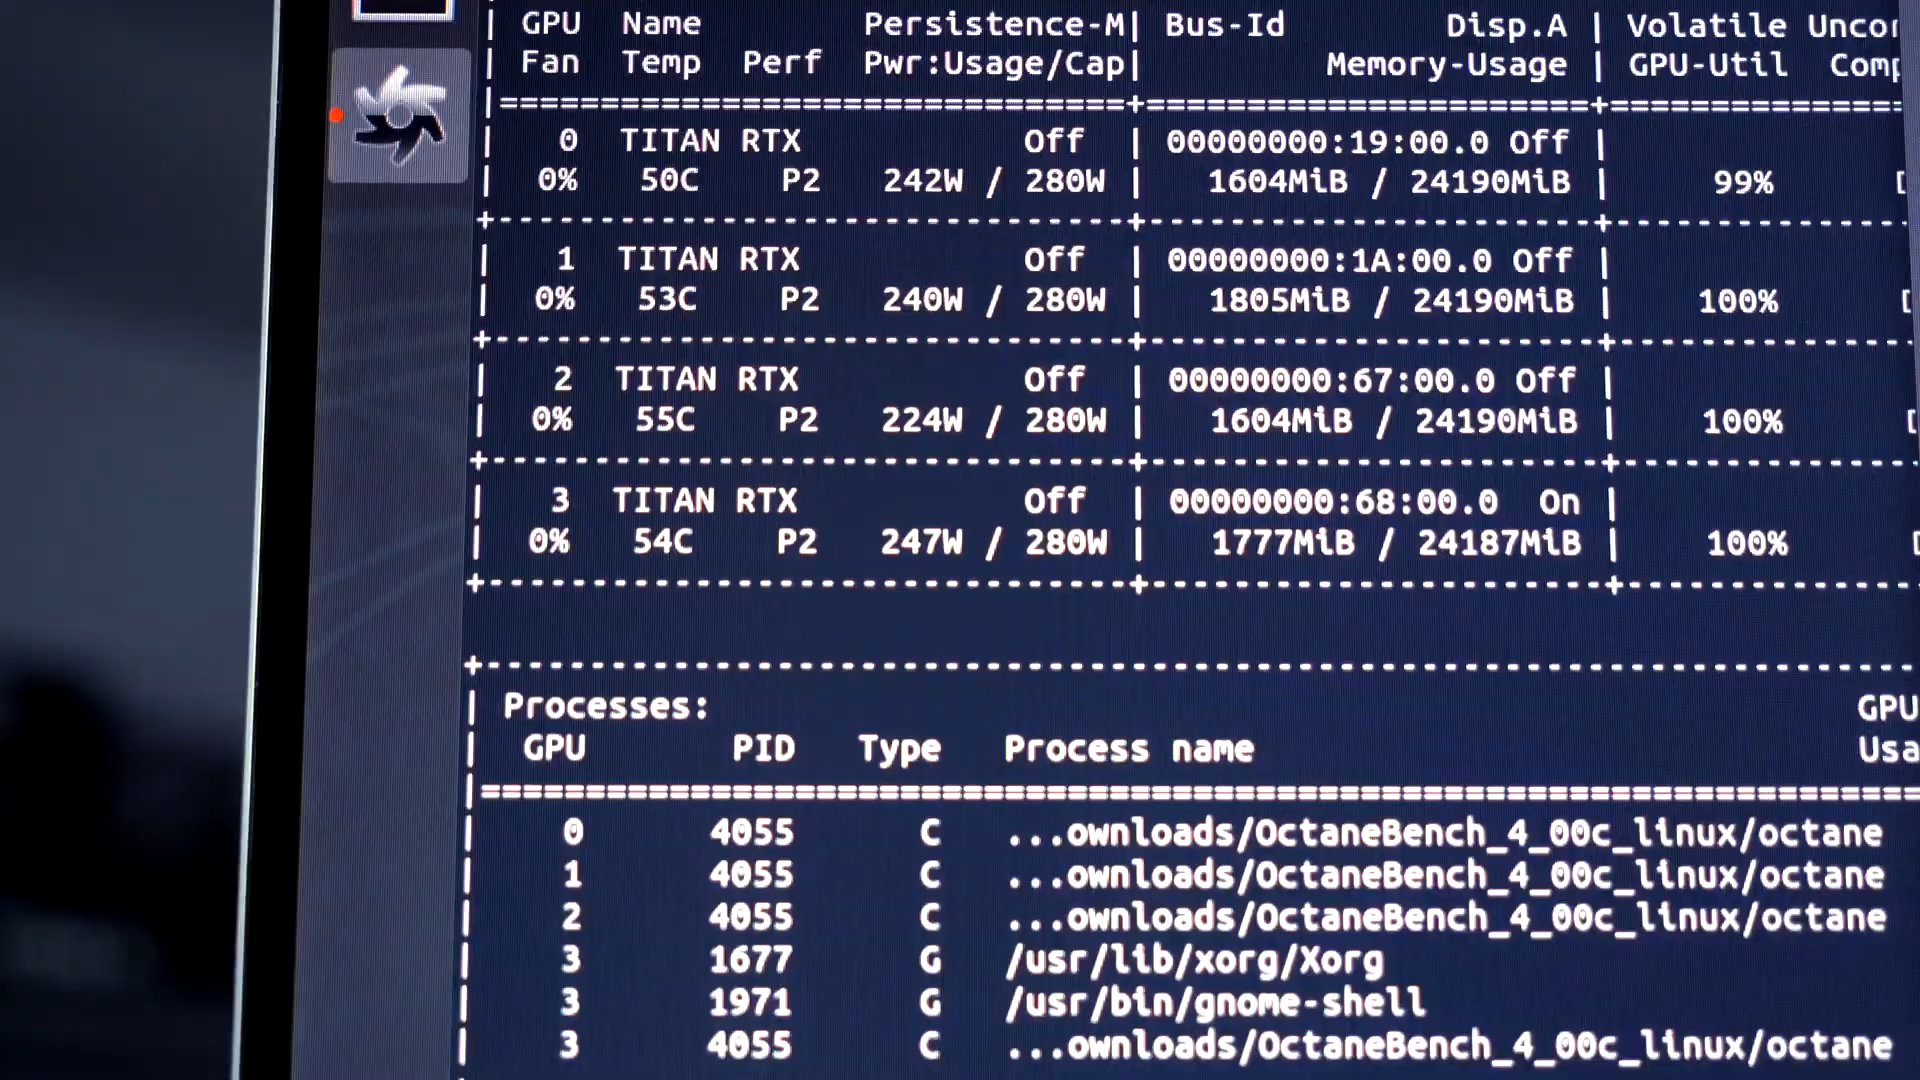 | GPU Name Persistence-M| Bus-Id Disp.A | Volatile Uncor
| Fan Temp Perf Pwr:Usage/Cap| Memory-Usage | GPU-Util Comp
|===============================+======================+===============
| 0 TITAN RTX Off | 00000000:19:00.0 Off |
| 0% 50C P2 242W / 280W | 1604MiB / 24190MiB | 99%
+-------------------------------+----------------------+---------------
| 1 TITAN RTX Off | 00000000:1A:00.0 Off |
| 0% 53C P2 240W / 280W | 1805MiB / 24190MiB | 100%
+-------------------------------+----------------------+---------------
| 2 TITAN RTX Off | 00000000:67:00.0 Off |
| 0% 55C P2 224W / 280W | 1604MiB / 24190MiB | 100%
+-------------------------------+----------------------+---------------
| 3 TITAN RTX Off | 00000000:68:00.0 On |
| 0% 54C P2 247W / 280W | 1777MiB / 24187MiB | 100%
+-------------------------------+----------------------+---------------
+----------------------------------------------------------------------
| Processes: GPU
| GPU PID Type Process name Usa
|======================================================================
| 0 4055 C ...ownloads/OctaneBench_4_00c_linux/octane
| 1 4055 C ...ownloads/OctaneBench_4_00c_linux/octane
| 2 4055 C ...ownloads/OctaneBench_4_00c_linux/octane
| 3 1677 G /usr/lib/xorg/Xorg
| 3 1971 G /usr/bin/gnome-shell
| 3 4055 C ...ownloads/OctaneBench_4_00c_linux/octane